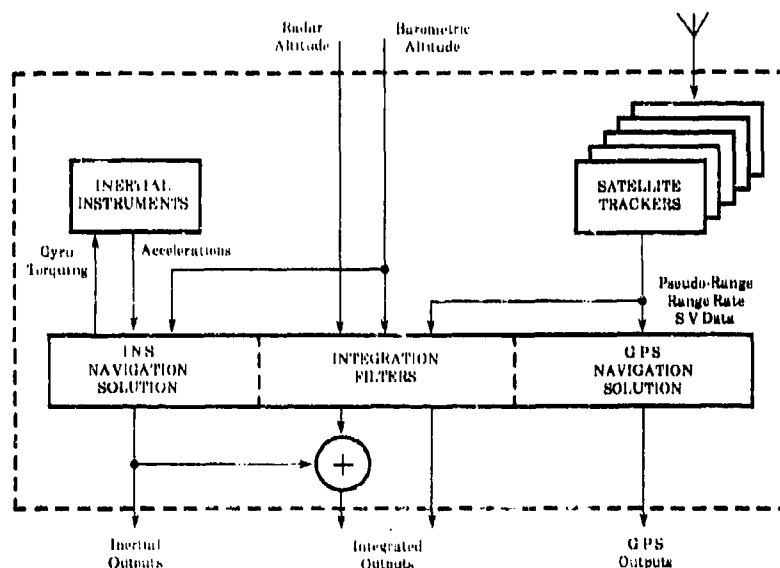 Radar
Altitude
Barometric
Altitude
INERTIAL
INSTRUMENTS
SATELLITE
TRACKERS
Gyro
Torquing
Accelerations
Pseudo-Range
Range Rate
SV Data
INS
NAVIGATION
SOLUTION
INTEGRATION
FILTERS
GPS
NAVIGATION
SOLUTION
+
Inertial
Outputs
Integrated
Outputs
GPS
Outputs